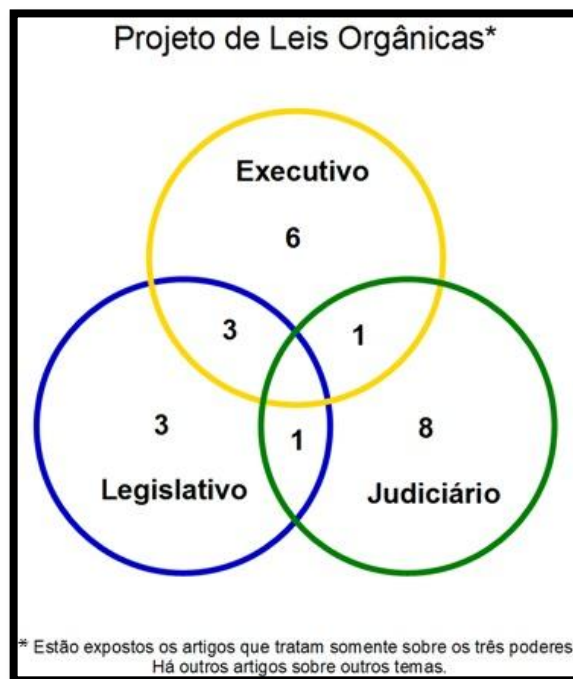 Projeto de Leis Orgânicas*
Executivo
6
3
1
3
1
8
Legislativo
Judiciário
* Estão expostos os artigos que tratam somente sobre os três poderes
Há outros artigos sobre outros temas.